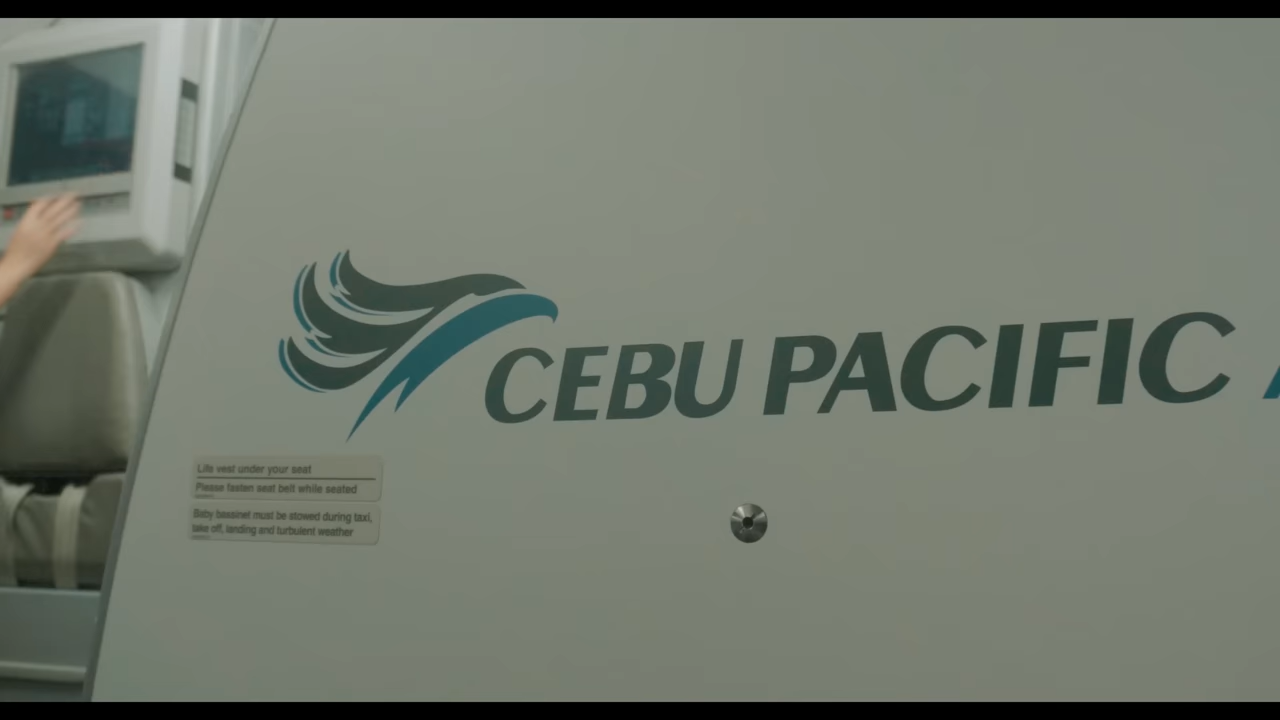 CEBU PACIFIC A
Life vest under your seat
Please fasten seat belt while seated
Baby bassinet must be stowed during taxi,
take off, landing and turbulent weather